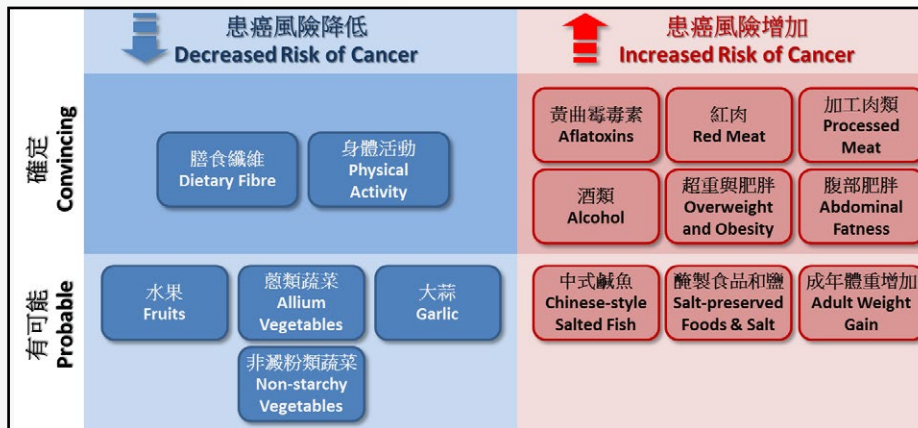 患癌風險降低
Decreased Risk of Cancer
患癌風險增加
Increased Risk of Cancer
確定
Convincing
膳食纖維
Dietary Fibre
身體活動
Physical
Activity
黃曲霉毒素
Aflatoxins
紅肉
Red Meat
加工肉類
Processed
Meat
酒類
Alcohol
超重與肥胖
Overweight
and Obesity
腹部肥胖
Abdominal
Fatness
有可能
Probable
水果
Fruits
蔥類蔬菜
Allium
Vegetables
大蒜
Garlic
非澱粉類蔬菜
Non-starchy
Vegetables
中式鹹魚
Chinese-style
Salted Fish
醃製食品和鹽
Salt-preserved
Foods & Salt
成年體重增加
Adult Weight
Gain